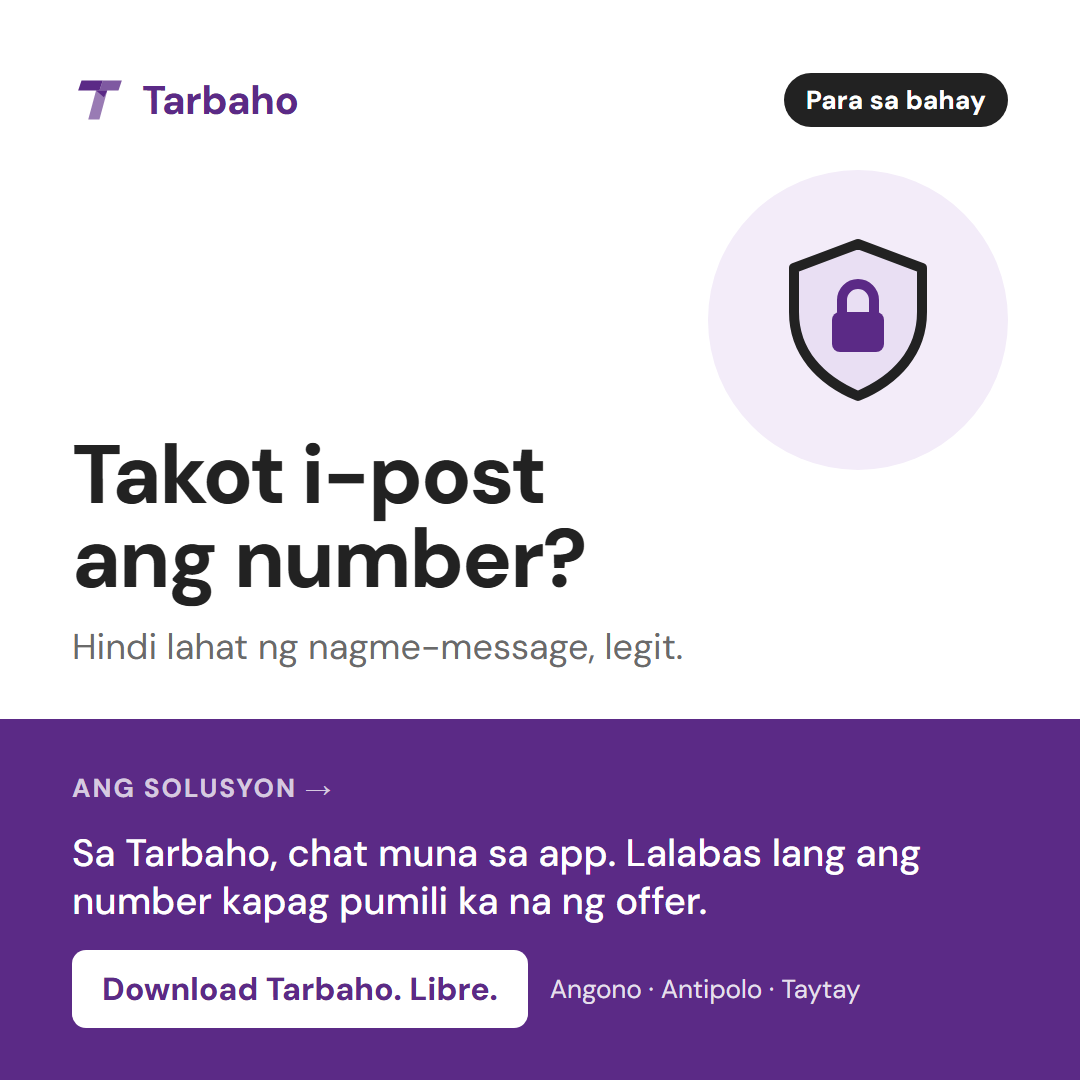 Tarbaho
Para sa bahay
Takot i-post
ang number?
Hindi lahat ng nagme-message, legit.
ANG SOLUSYON →
Sa Tarbaho, chat muna sa app. Lalabas lang ang
number kapag pumili ka na ng offer.
Download Tarbaho. Libre.
Angono · Antipolo · Taytay